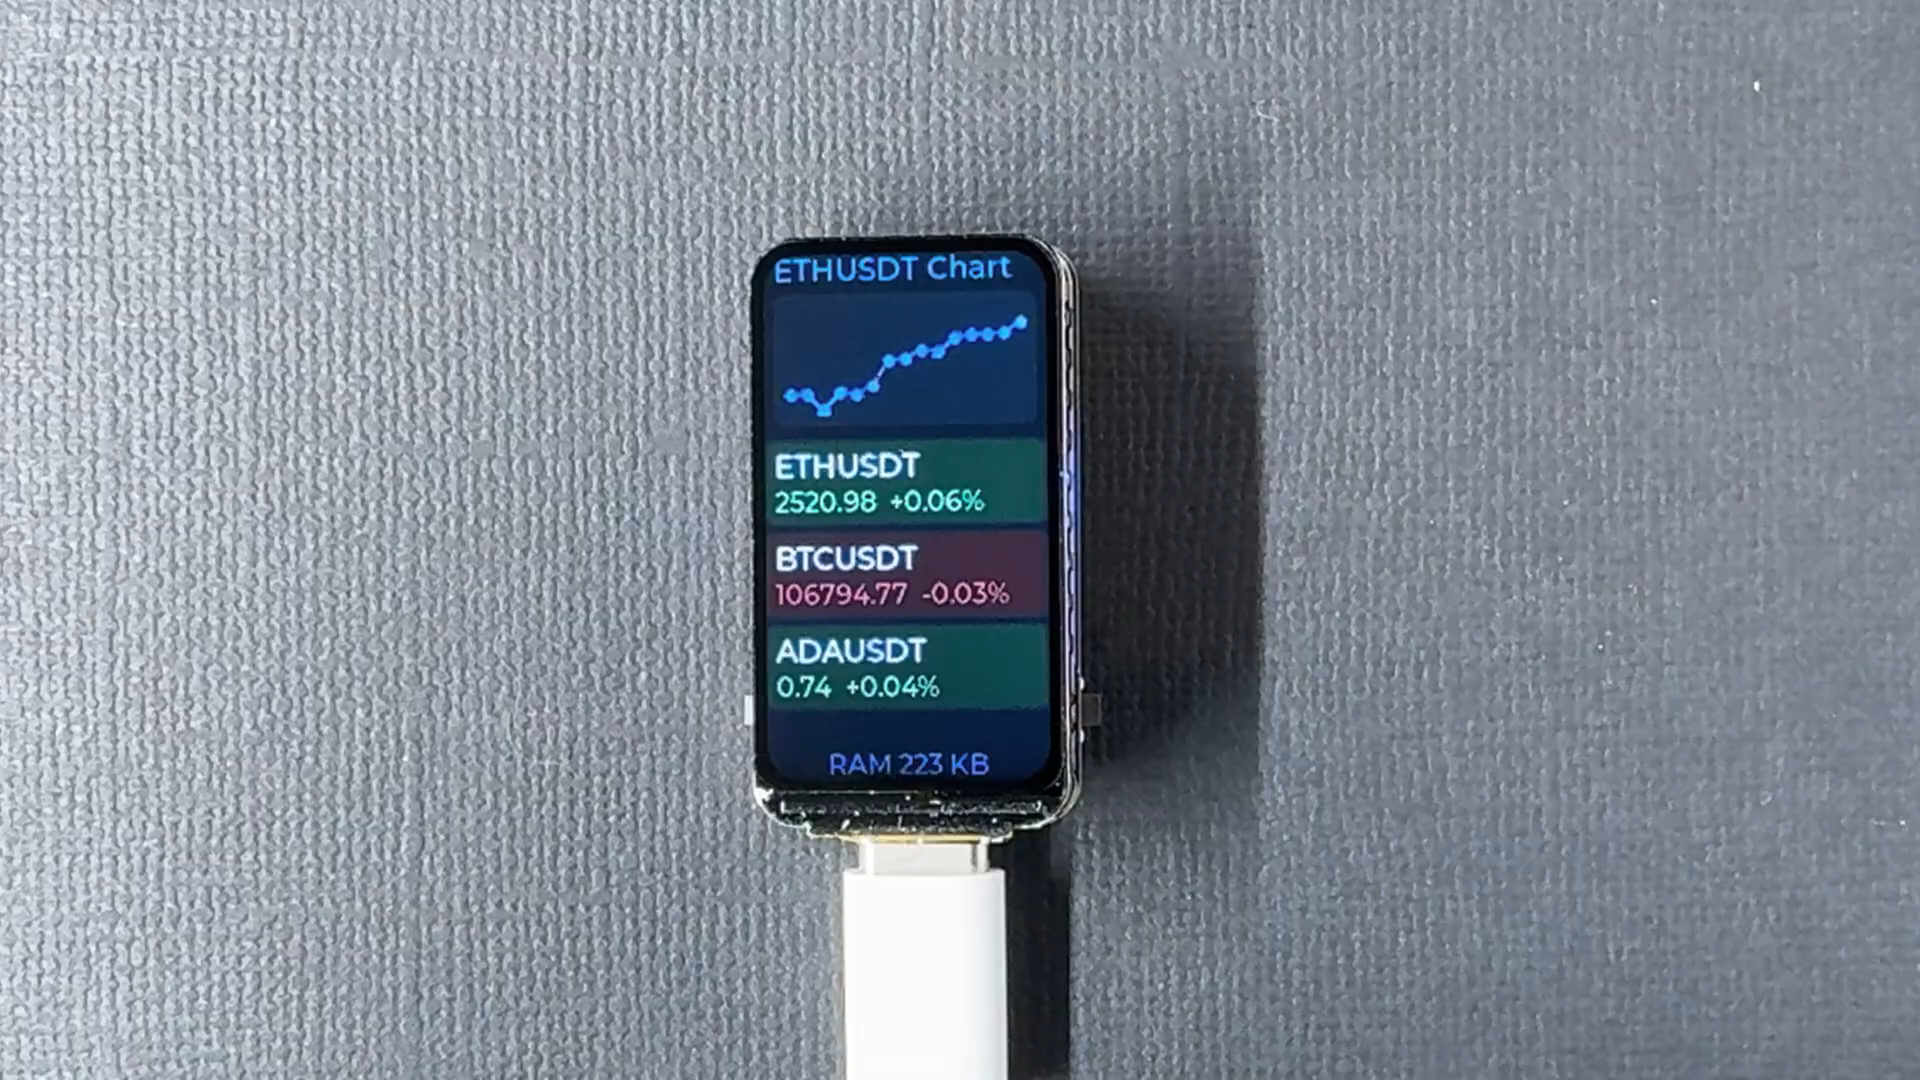 ETHUSDT Chart
ETHUSDT
2520.98 +0.06%
BTCUSDT
106794.77 -0.03%
ADAUSDT
0.74 +0.04%
RAM 223 KB